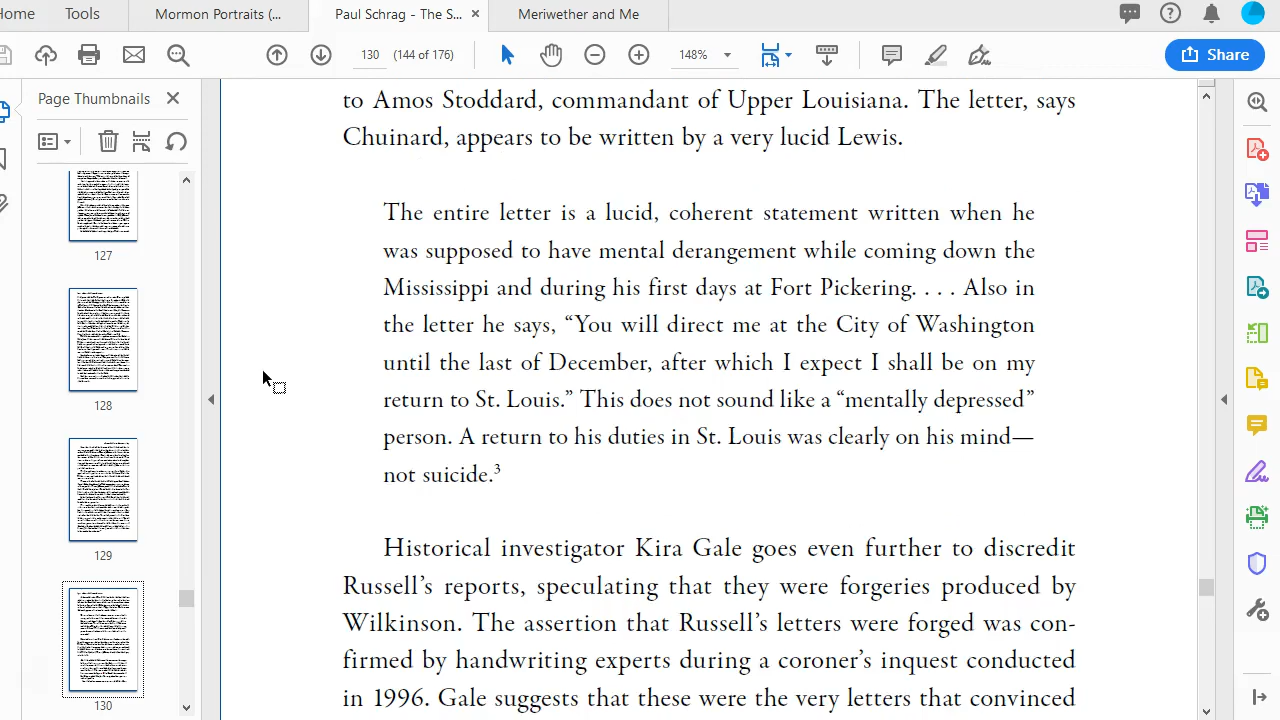 Home
Tools
Mormon Portraits (...
Paul Schrag - The S...
Meriwether and Me
130
(144 of 176)
148%
Share
Page Thumbnails
127
128
129
130
to Amos Stoddard, commandant of Upper Louisiana. The letter, says
Chuinard, appears to be written by a very lucid Lewis.
The entire letter is a lucid, coherent statement written when he
was supposed to have mental derangement while coming down the
Mississippi and during his first days at Fort Pickering. . . . Also in
the letter he says, “You will direct me at the City of Washington
until the last of December, after which I expect I shall be on my
return to St. Louis.” This does not sound like a “mentally depressed”
person. A return to his duties in St. Louis was clearly on his mind—
not suicide.3
Historical investigator Kira Gale goes even further to discredit
Russell’s reports, speculating that they were forgeries produced by
Wilkinson. The assertion that Russell’s letters were forged was con-
firmed by handwriting experts during a coroner’s inquest conducted
in 1996. Gale suggests that these were the very letters that convinced